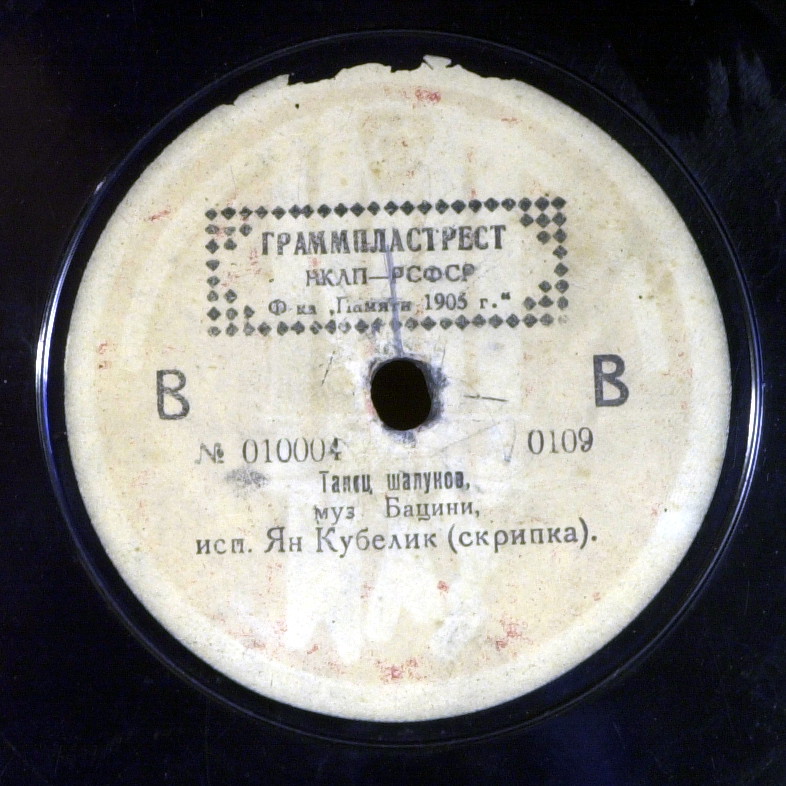 ГРАММПЛАСТРЕСТ
НКЛП—РСФСР
Ф-ка „Памяти 1905 г.“
В В
№ 010004 0109
Танец шалунов,
муз Бацини,
исп. Ян Кубелик (скрипка).